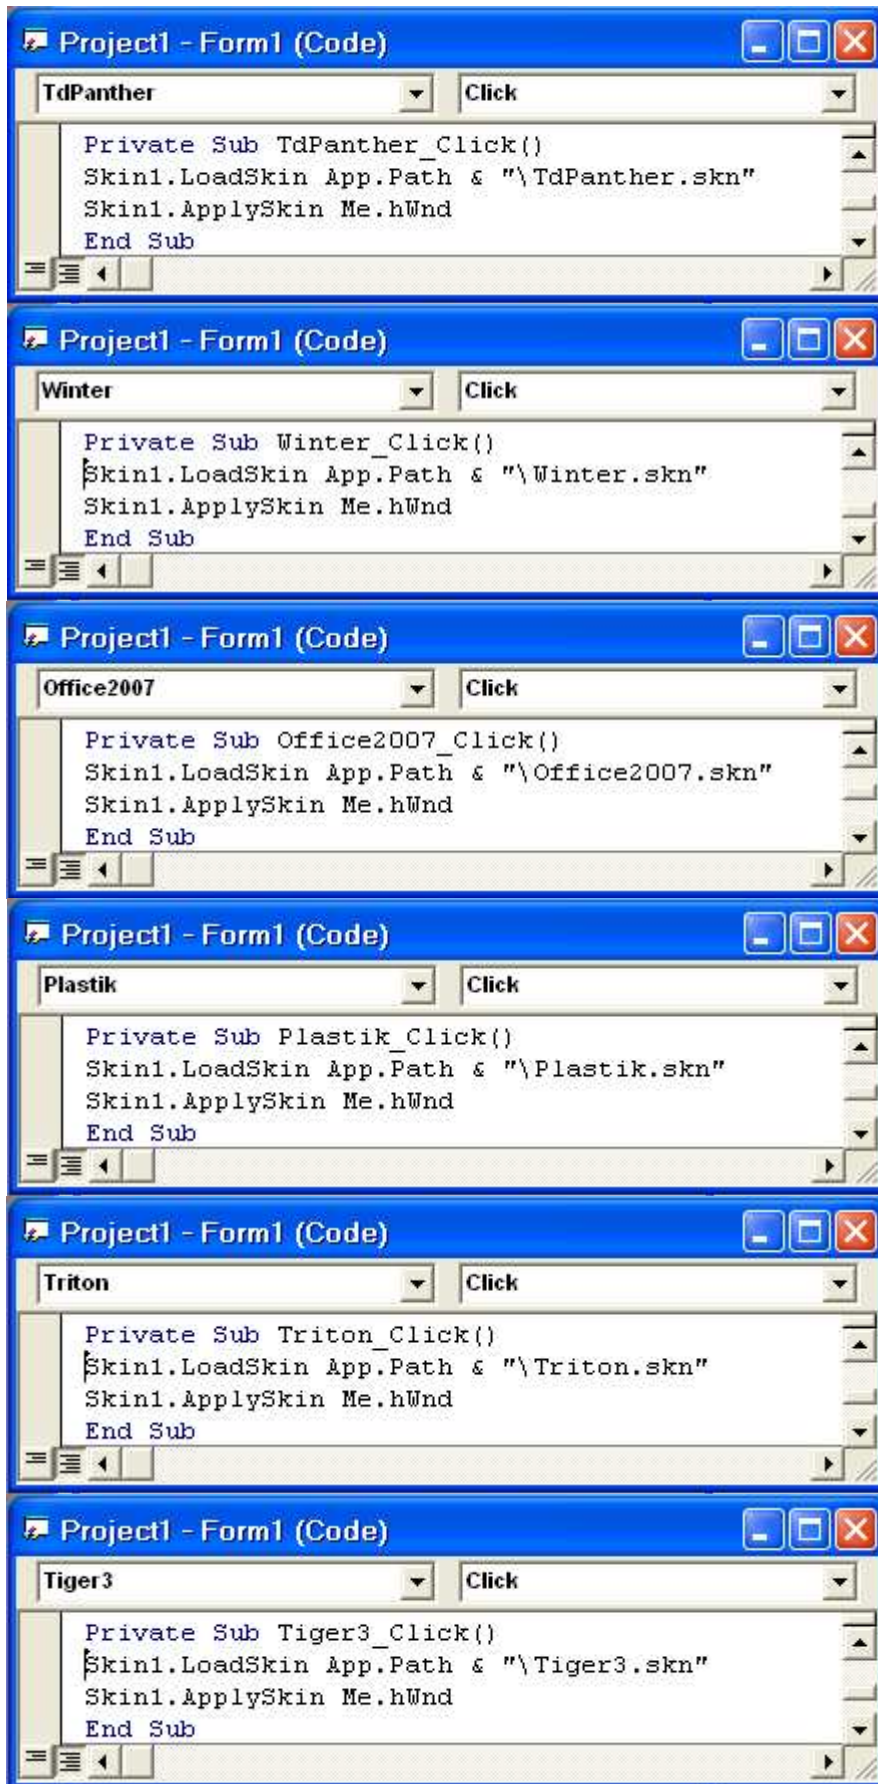 Project1 - Form1 (Code)
TdPanther Click
Private Sub TdPanther_Click()
Skin1.LoadSkin App.Path & "\TdPanther.skn"
Skin1.ApplySkin Me.hWnd
End Sub
Project1 - Form1 (Code)
Winter Click
Private Sub Winter_Click()
Skin1.LoadSkin App.Path & "\Winter.skn"
Skin1.ApplySkin Me.hWnd
End Sub
Project1 - Form1 (Code)
Office2007 Click
Private Sub Office2007_Click()
Skin1.LoadSkin App.Path & "\Office2007.skn"
Skin1.ApplySkin Me.hWnd
End Sub
Project1 - Form1 (Code)
Plastik Click
Private Sub Plastik_Click()
Skin1.LoadSkin App.Path & "\Plastik.skn"
Skin1.ApplySkin Me.hWnd
End Sub
Project1 - Form1 (Code)
Triton Click
Private Sub Triton_Click()
Skin1.LoadSkin App.Path & "\Triton.skn"
Skin1.ApplySkin Me.hWnd
End Sub
Project1 - Form1 (Code)
Tiger3 Click
Private Sub Tiger3_Click()
Skin1.LoadSkin App.Path & "\Tiger3.skn"
Skin1.ApplySkin Me.hWnd
End Sub